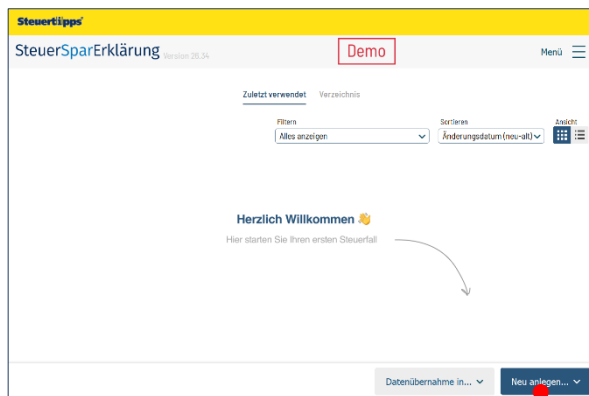 Steuertipps
SteuerSparErklärung Version 28.34
Demo
Menü
Zuletzt verwendet Verzeichnis
Filtern Sortieren Ansicht
Alles anzeigen Änderungsdatum (neu-alt)
Herzlich Willkommen 👋
Hier starten Sie Ihren ersten Steuerfall
Datenübernahme in... Neu anlegen...